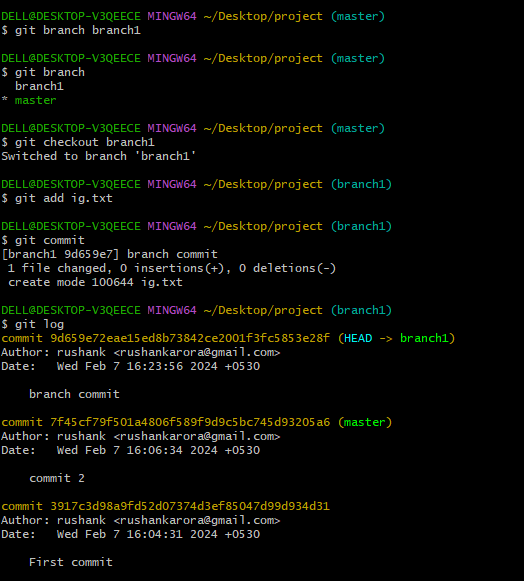 DELL@DESKTOP-V3QEECE MINGW64 ~/Desktop/project (master)
$ git branch branch1
DELL@DESKTOP-V3QEECE MINGW64 ~/Desktop/project (master)
$ git branch
  branch1
* master
DELL@DESKTOP-V3QEECE MINGW64 ~/Desktop/project (master)
$ git checkout branch1
Switched to branch 'branch1'
DELL@DESKTOP-V3QEECE MINGW64 ~/Desktop/project (branch1)
$ git add ig.txt
DELL@DESKTOP-V3QEECE MINGW64 ~/Desktop/project (branch1)
$ git commit
[branch1 9d659e7] branch commit
 1 file changed, 0 insertions(+), 0 deletions(-)
 create mode 100644 ig.txt
DELL@DESKTOP-V3QEECE MINGW64 ~/Desktop/project (branch1)
$ git log
commit 9d659e72eae15ed8b73842ce2001f3fc5853e28f (HEAD -> branch1)
Author: rushank <rushankarora@gmail.com>
Date:   Wed Feb 7 16:23:56 2024 +0530
    branch commit
commit 7f45cf79f501a4806f589f9d9c5bc745d93205a6 (master)
Author: rushank <rushankarora@gmail.com>
Date:   Wed Feb 7 16:06:34 2024 +0530
    commit 2
commit 3917c3d98a9fd52d07374d3ef85047d99d934d31
Author: rushank <rushankarora@gmail.com>
Date:   Wed Feb 7 16:04:31 2024 +0530
    First commit